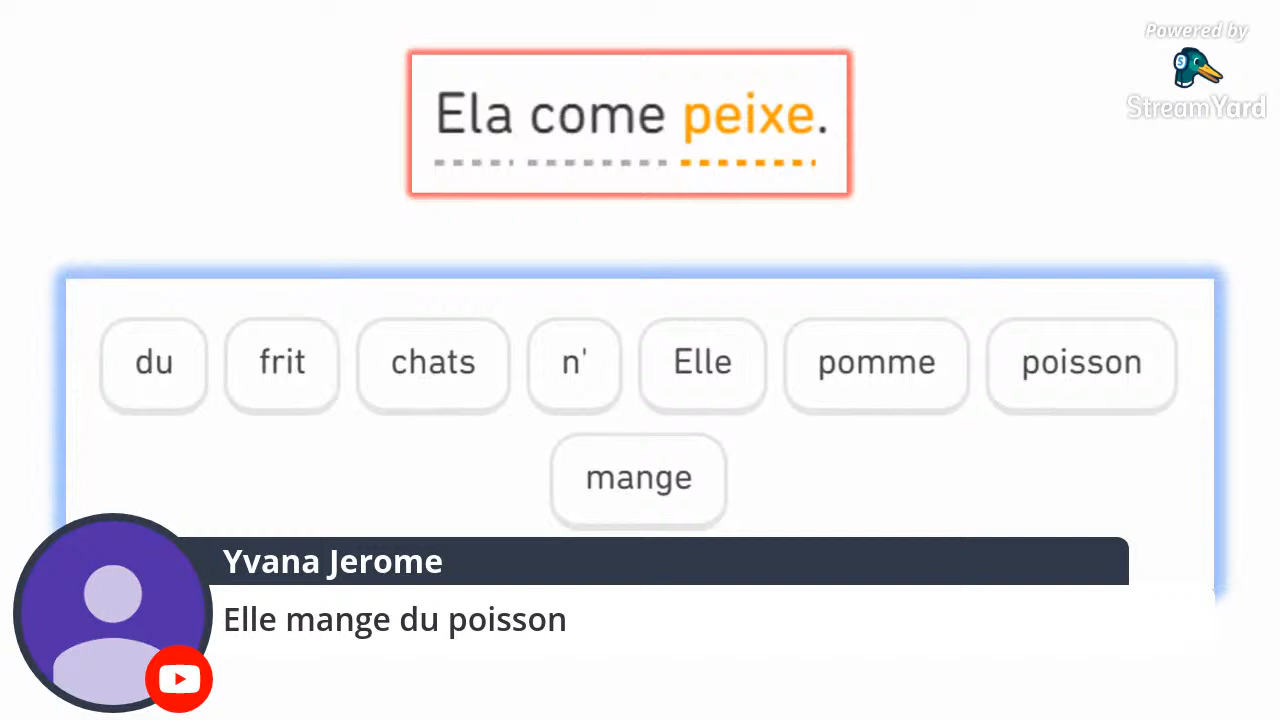 Powered by
StreamYard
Ela come peixe.
du frit chats n' Elle pomme poisson
mange
Yvana Jerome
Elle mange du poisson